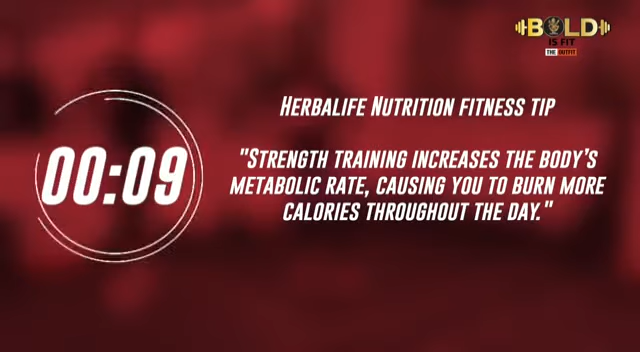 BOLD
IS FIT
THE OUTFIT
HERBALIFE NUTRITION FITNESS TIP
00:09
"STRENGTH TRAINING INCREASES THE BODY'S
METABOLIC RATE, CAUSING YOU TO BURN MORE
CALORIES THROUGHOUT THE DAY."